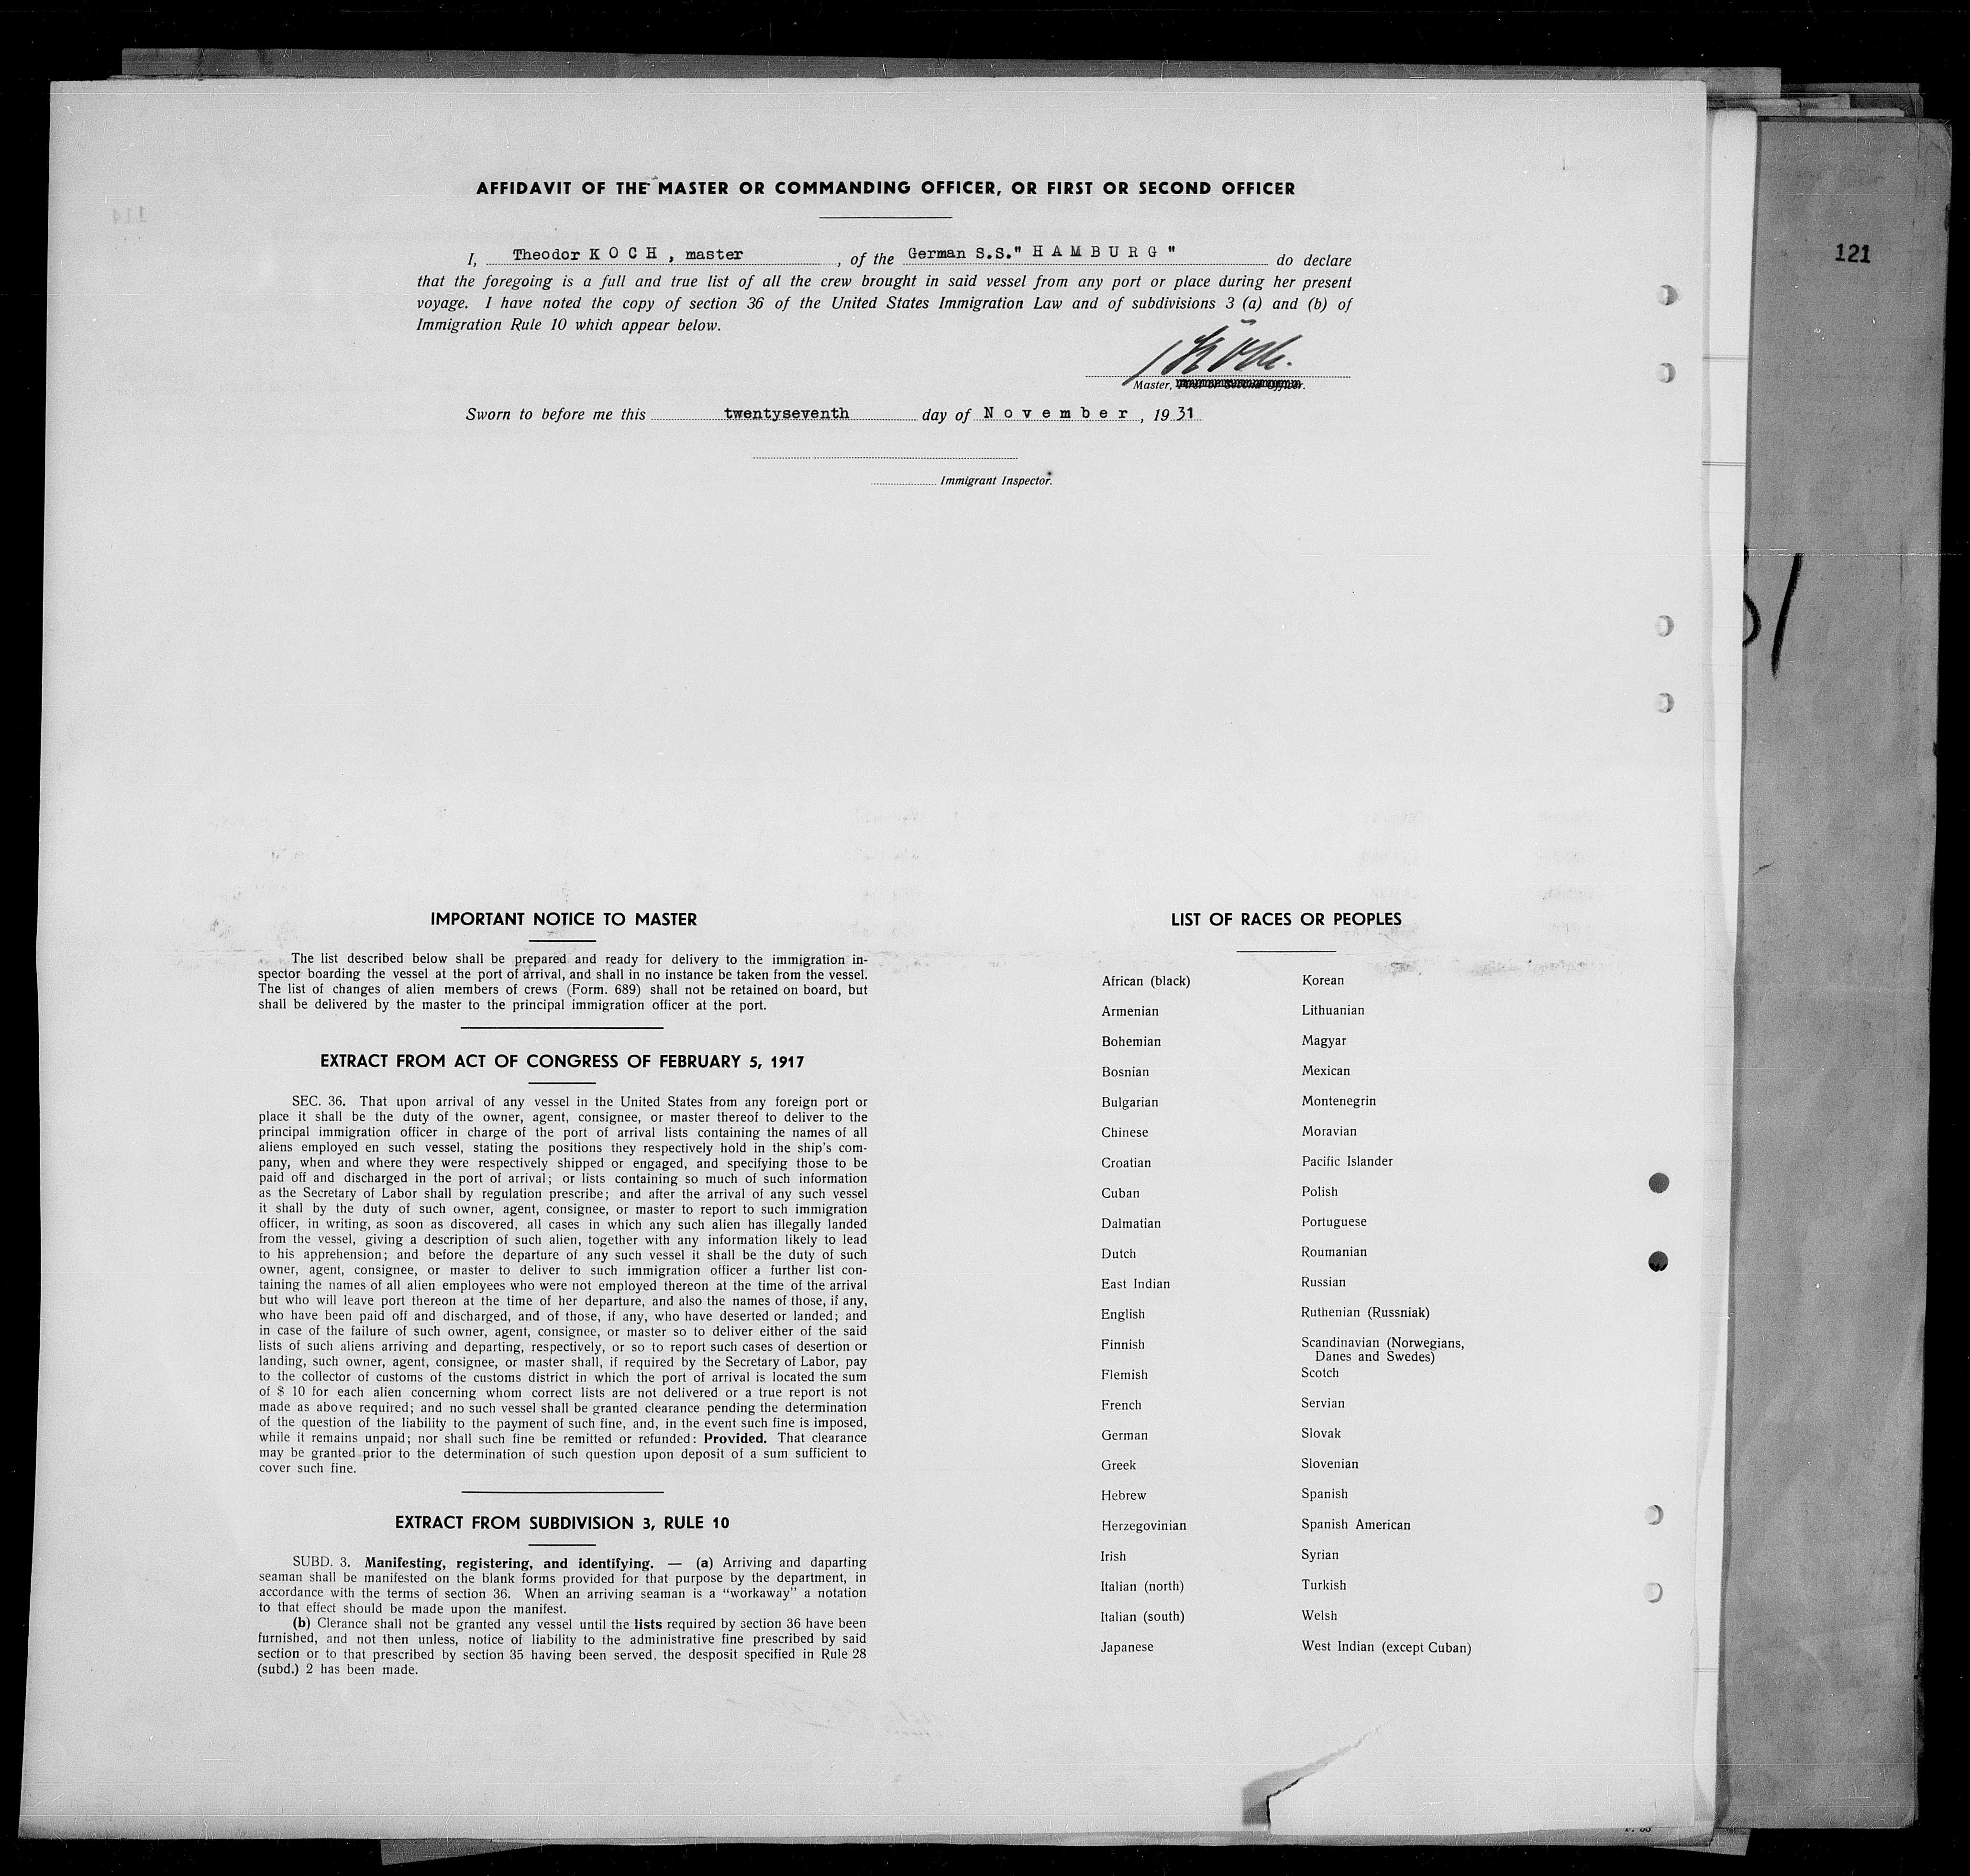 AFFIDAVIT OF THE MASTER OR COMMANDING OFFICER, OR FIRST OR SECOND OFFICER
I, Theodor K O C H , master , of the German S.S." H A M B U R G " do declare
that the foregoing is a full and true list of all the crew brought in said vessel from any port or place during her present
voyage. I have noted the copy of section 36 of the United States Immigration Law and of subdivisions 3 (a) and (b) of
Immigration Rule 10 which appear below.
Master, First or Second Officer.
Sworn to before me this twentyseventh day of N o v e m b e r , 19 31
Immigrant Inspector.
121
IMPORTANT NOTICE TO MASTER
The list described below shall be prepared and ready for delivery to the immigration in-
spector boarding the vessel at the port of arrival, and shall in no instance be taken from the vessel.
The list of changes of alien members of crews (Form. 689) shall not be retained on board, but
shall be delivered by the master to the principal immigration officer at the port.
EXTRACT FROM ACT OF CONGRESS OF FEBRUARY 5, 1917
SEC. 36. That upon arrival of any vessel in the United States from any foreign port or
place it shall be the duty of the owner, agent, consignee, or master thereof to deliver to the
principal immigration officer in charge of the port of arrival lists containing the names of all
aliens employed en such vessel, stating the positions they respectively hold in the ship's com-
pany, when and where they were respectively shipped or engaged, and specifying those to be
paid off and discharged in the port of arrival; or lists containing so much of such information
as the Secretary of Labor shall by regulation prescribe; and after the arrival of any such vessel
it shall by the duty of such owner, agent, consignee, or master to report to such immigration
officer, in writing, as soon as discovered, all cases in which any such alien has illegally landed
from the vessel, giving a description of such alien, together with any information likely to lead
to his apprehension; and before the departure of any such vessel it shall be the duty of such
owner, agent, consignee, or master to deliver to such immigration officer a further list con-
taining the names of all alien employees who were not employed thereon at the time of the arrival
but who will leave port thereon at the time of her departure, and also the names of those, if any,
who have been paid off and discharged, and of those, if any, who have deserted or landed; and
in case of the failure of such owner, agent, consignee, or master so to deliver either of the said
lists of such aliens arriving and departing, respectively, or so to report such cases of desertion or
landing, such owner, agent, consignee, or master shall, if required by the Secretary of Labor, pay
to the collector of customs of the customs district in which the port of arrival is located the sum
of $ 10 for each alien concerning whom correct lists are not delivered or a true report is not
made as above required; and no such vessel shall be granted clearance pending the determination
of the question of the liability to the payment of such fine, and, in the event such fine is imposed,
while it remains unpaid; nor shall such fine be remitted or refunded: Provided. That clearance
may be granted prior to the determination of such question upon deposit of a sum sufficient to
cover such fine.
EXTRACT FROM SUBDIVISION 3, RULE 10
SUBD. 3. Manifesting, registering, and identifying. — (a) Arriving and daparting
seaman shall be manifested on the blank forms provided for that purpose by the department, in
accordance with the terms of section 36. When an arriving seaman is a "workaway" a notation
to that effect should be made upon the manifest.
(b) Clerance shall not be granted any vessel until the lists required by section 36 have been
furnished, and not then unless, notice of liability to the administrative fine prescribed by said
section or to that prescribed by section 35 having been served, the desposit specified in Rule 28
(subd.) 2 has been made.
LIST OF RACES OR PEOPLES
African (black)
Armenian
Bohemian
Bosnian
Bulgarian
Chinese
Croatian
Cuban
Dalmatian
Dutch
East Indian
English
Finnish
Flemish
French
German
Greek
Hebrew
Herzegovinian
Irish
Italian (north)
Italian (south)
Japanese
Korean
Lithuanian
Magyar
Mexican
Montenegrin
Moravian
Pacific Islander
Polish
Portuguese
Roumanian
Russian
Ruthenian (Russniak)
Scandinavian (Norwegians,
Danes and Swedes)
Scotch
Servian
Slovak
Slovenian
Spanish
Spanish American
Syrian
Turkish
Welsh
West Indian (except Cuban)